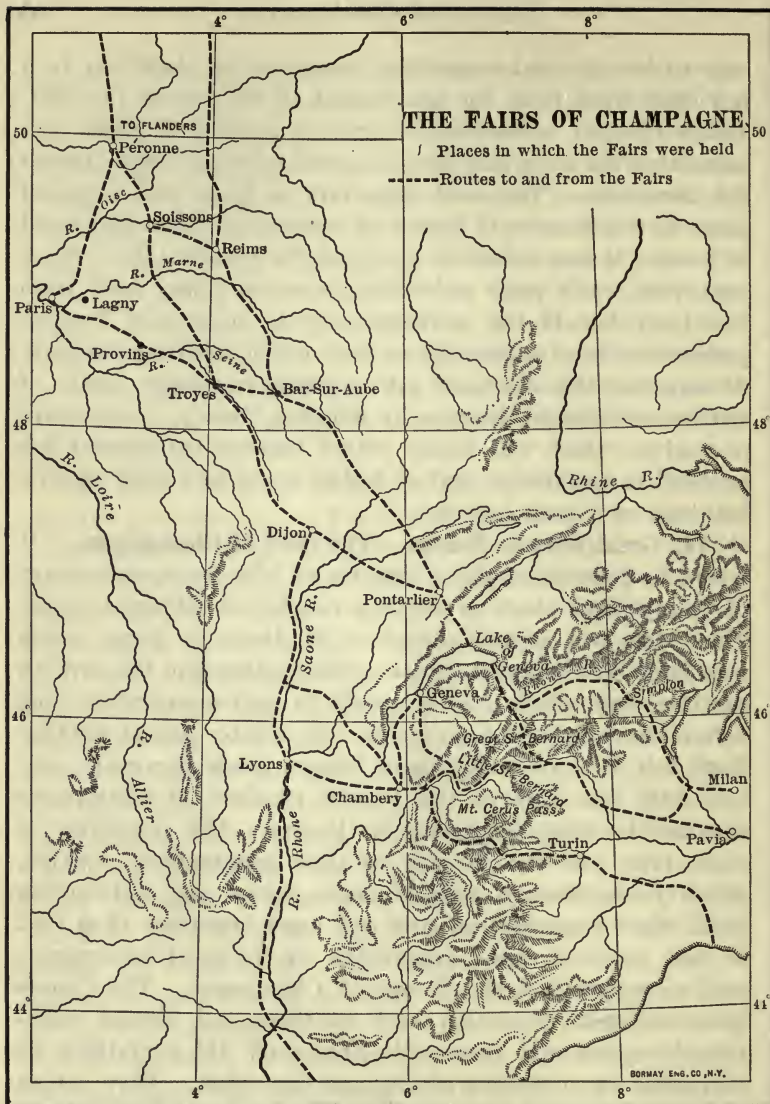 4°
6°
8°
THE FAIRS OF CHAMPAGNE.
Places in which the Fairs were held
Routes to and from the Fairs
50
TO FLANDERS
Peronne
R. Oise
Soissons
Reims
R. Marne
Paris
Lagny
Provins
R. Seine
Troyes
Bar-Sur-Aube
48°
48°
R. Loire
Rhine R.
Dijon
Pontarlier
Saone R.
Lake
of
Geneva
Rhone R.
Geneva
Simplon
46°
46°
Great St. Bernard
R. Allier
Lyons
Little St. Bernard
Chambery
Milan
Mt. Cenis Pass
Pavia
R. Rhone
Turin
44°
44°
4°
6°
8°
BORMAY ENG. CO., N.Y.